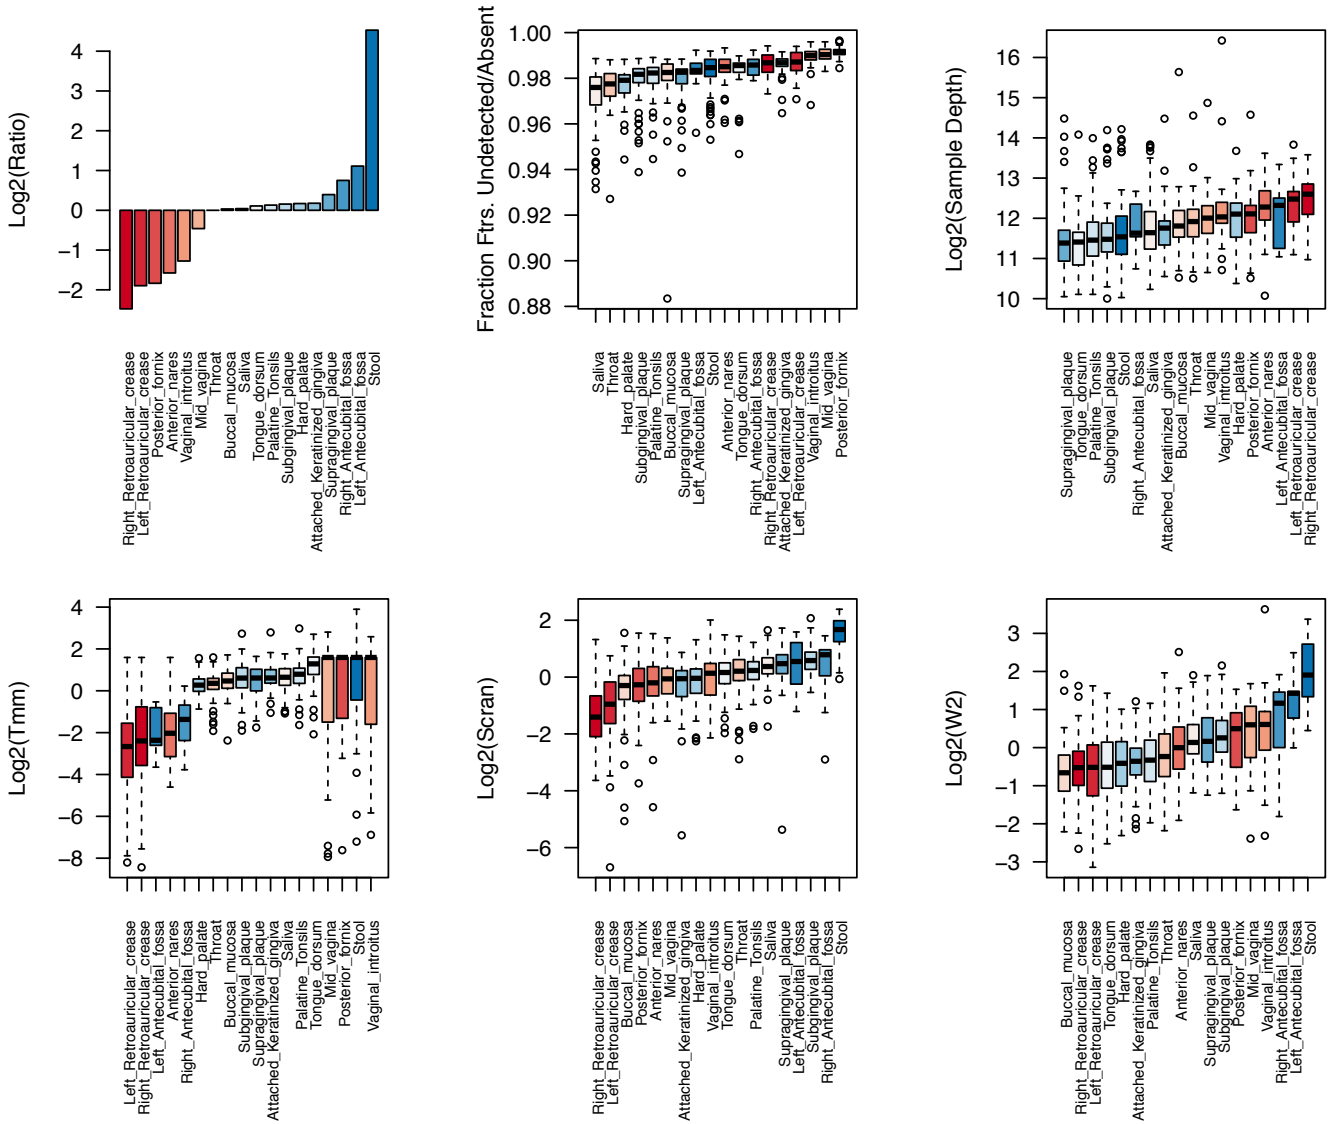 Log2(Ratio)
4
3
2
1
0
−1
−2
Right_Retroauricular_crease
Left_Retroauricular_crease
Posterior_fornix
Anterior_nares
Vaginal_introitus
Mid_vagina
Throat
Buccal_mucosa
Saliva
Tongue_dorsum
Palatine_Tonsils
Subgingival_plaque
Hard_palate
Attached_Keratinized_gingiva
Supragingival_plaque
Right_Antecubital_fossa
Left_Antecubital_fossa
Stool
Fraction Ftrs. Undetected/Absent
1.00
0.98
0.96
0.94
0.92
0.90
0.88
Saliva
Throat
Hard_palate
Subgingival_plaque
Palatine_Tonsils
Buccal_mucosa
Supragingival_plaque
Left_Antecubital_fossa
Stool
Anterior_nares
Tongue_dorsum
Right_Antecubital_fossa
Right_Retroauricular_crease
Attached_Keratinized_gingiva
Left_Retroauricular_crease
Vaginal_introitus
Mid_vagina
Posterior_fornix
Log2(Sample Depth)
16
15
14
13
12
11
10
Supragingival_plaque
Tongue_dorsum
Palatine_Tonsils
Subgingival_plaque
Stool
Right_Antecubital_fossa
Saliva
Attached_Keratinized_gingiva
Buccal_mucosa
Throat
Mid_vagina
Vaginal_introitus
Hard_palate
Posterior_fornix
Anterior_nares
Left_Antecubital_fossa
Left_Retroauricular_crease
Right_Retroauricular_crease
Log2(Tmm)
4
2
0
−2
−4
−6
−8
Left_Retroauricular_crease
Right_Retroauricular_crease
Left_Antecubital_fossa
Anterior_nares
Right_Antecubital_fossa
Hard_palate
Throat
Buccal_mucosa
Subgingival_plaque
Supragingival_plaque
Attached_Keratinized_gingiva
Saliva
Palatine_Tonsils
Tongue_dorsum
Mid_vagina
Posterior_fornix
Stool
Vaginal_introitus
Log2(Scran)
2
0
−2
−4
−6
Right_Retroauricular_crease
Left_Retroauricular_crease
Buccal_mucosa
Posterior_fornix
Anterior_nares
Mid_vagina
Attached_Keratinized_gingiva
Hard_palate
Vaginal_introitus
Tongue_dorsum
Throat
Palatine_Tonsils
Saliva
Supragingival_plaque
Left_Antecubital_fossa
Subgingival_plaque
Right_Antecubital_fossa
Stool
Log2(W2)
3
2
1
0
−1
−2
−3
Buccal_mucosa
Right_Retroauricular_crease
Left_Retroauricular_crease
Tongue_dorsum
Hard_palate
Attached_Keratinized_gingiva
Palatine_Tonsils
Throat
Anterior_nares
Saliva
Supragingival_plaque
Subgingival_plaque
Posterior_fornix
Mid_vagina
Vaginal_introitus
Right_Antecubital_fossa
Left_Antecubital_fossa
Stool